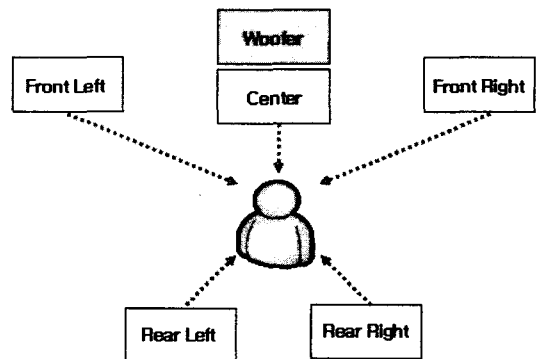 Woofer
Front Left
Center
Front Right
Rear Left
Rear Right